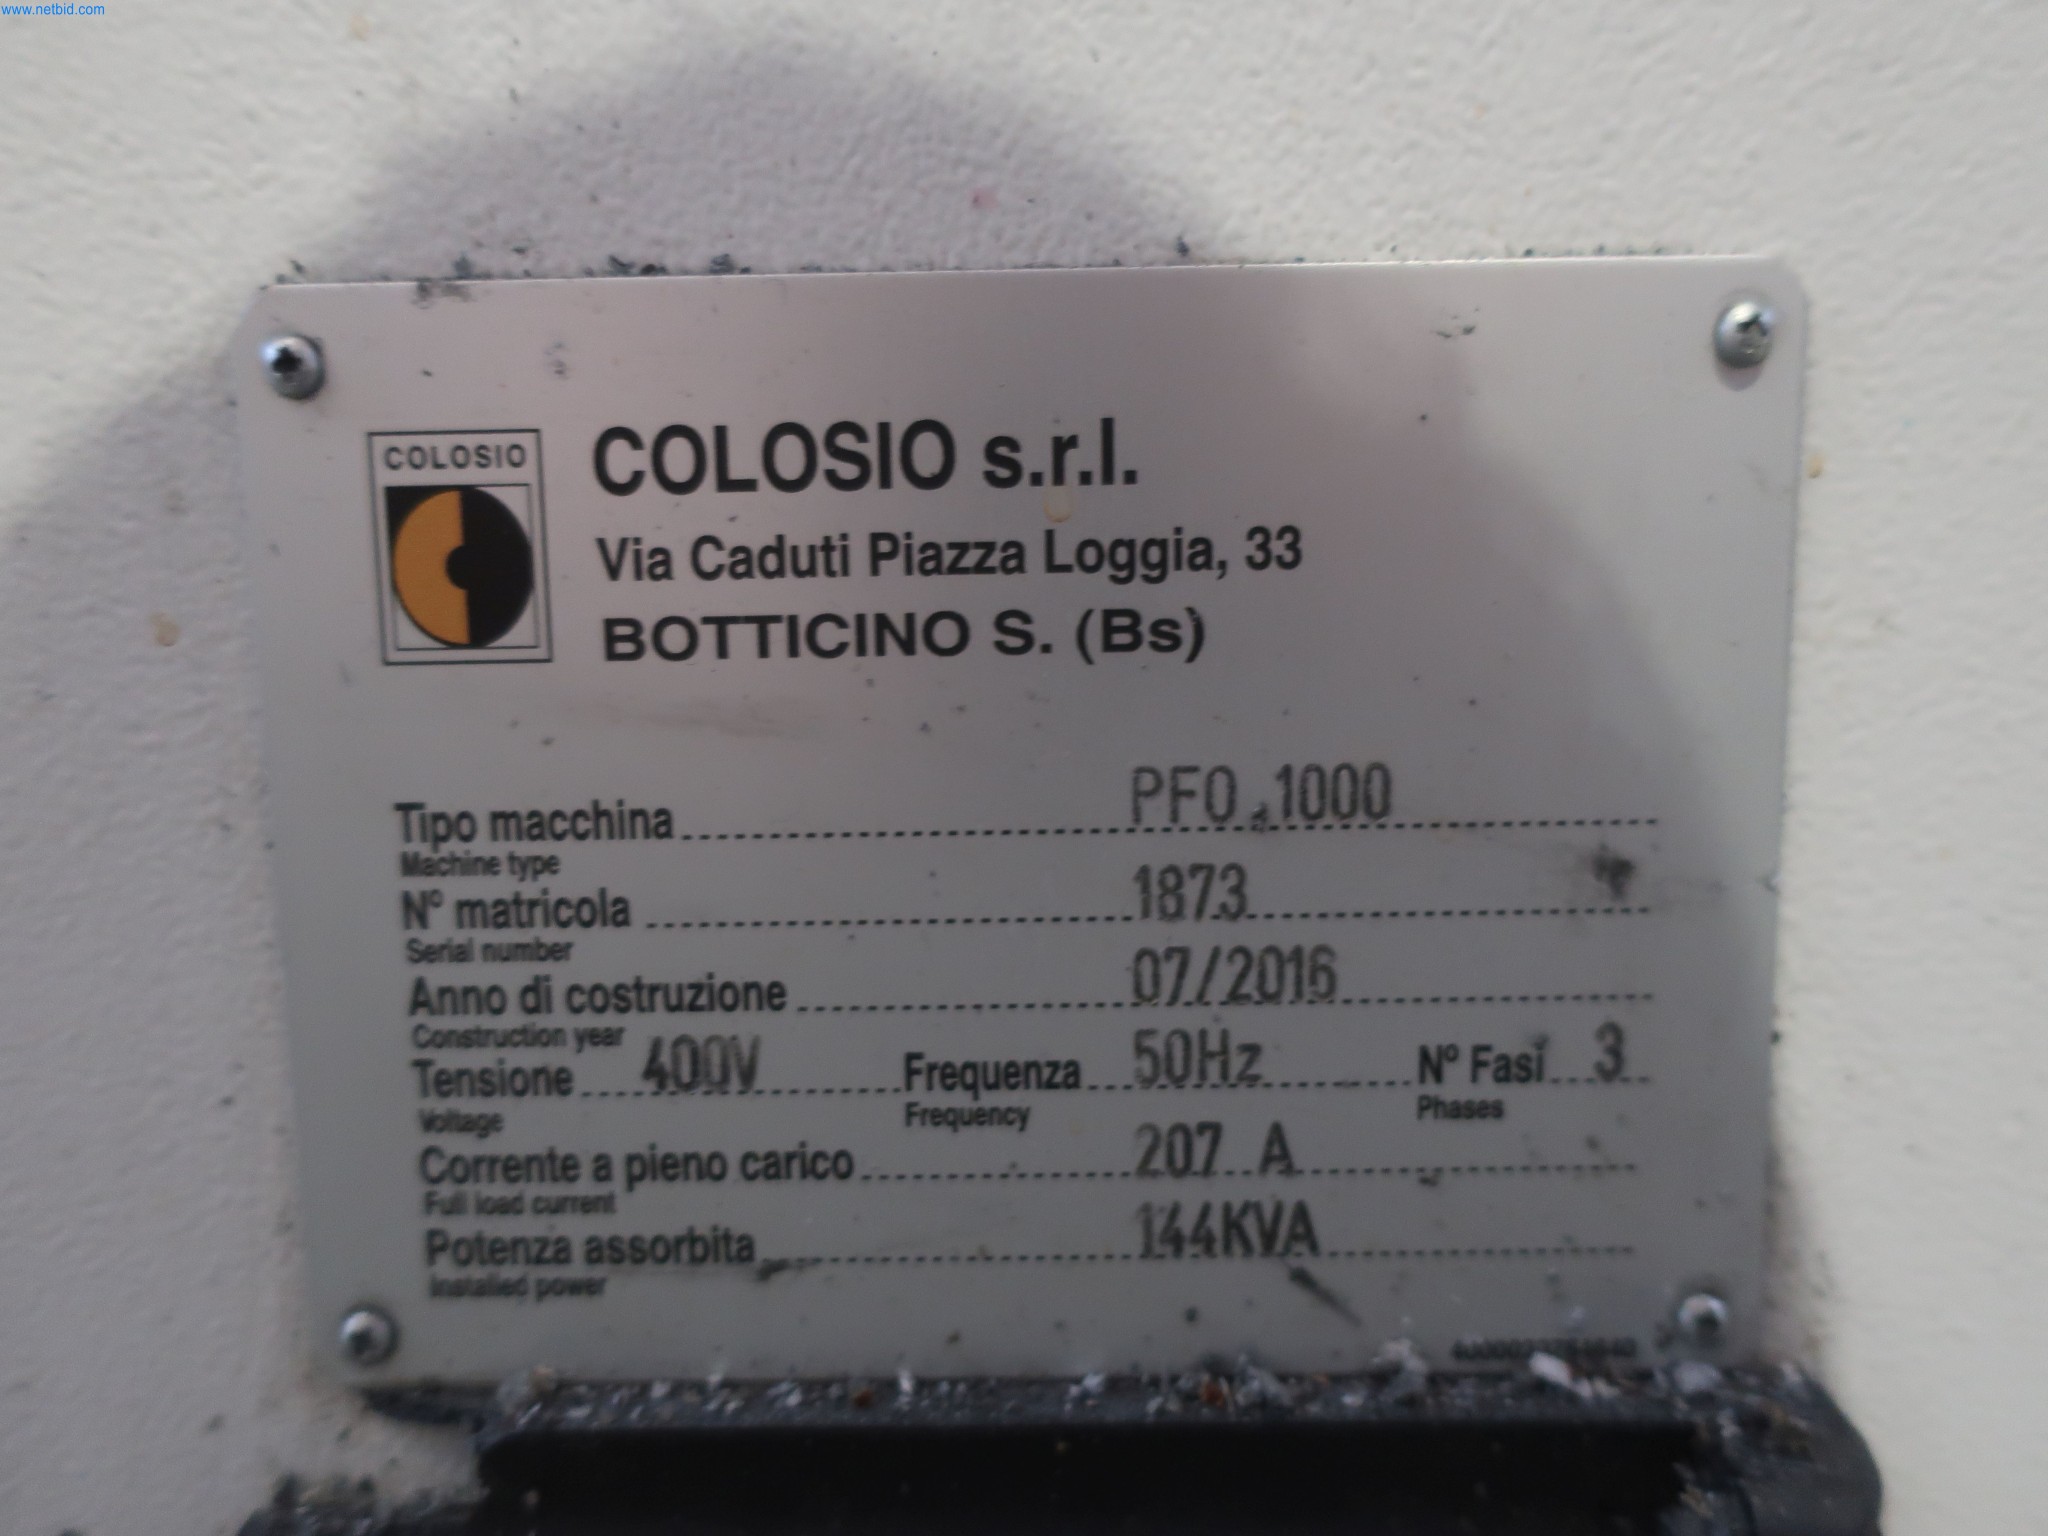 www.netbid.com
COLOSIO
COLOSIO s.r.l.
Via Caduti Piazza Loggia, 33
BOTTICINO S. (Bs)
Tipo macchina PFO.1000
Machine type
N° matricola 1873
Serial number
Anno di costruzione 07/2016
Construction year
Tensione 400V Frequenza 50Hz N° Fasi 3
Voltage Frequency Phases
Corrente a pieno carico 207 A
Full load current
Potenza assorbita 144KVA
Installed power